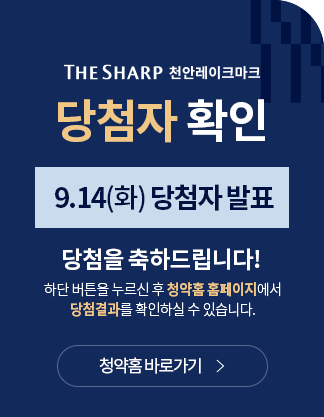 THE SHARP 천안레이크마크
당첨자 확인
9.14(화) 당첨자 발표
당첨을 축하드립니다!
하단 버튼을 누르신 후 청약홈 홈페이지에서
당첨결과를 확인하실 수 있습니다.
청약홈 바로가기 >